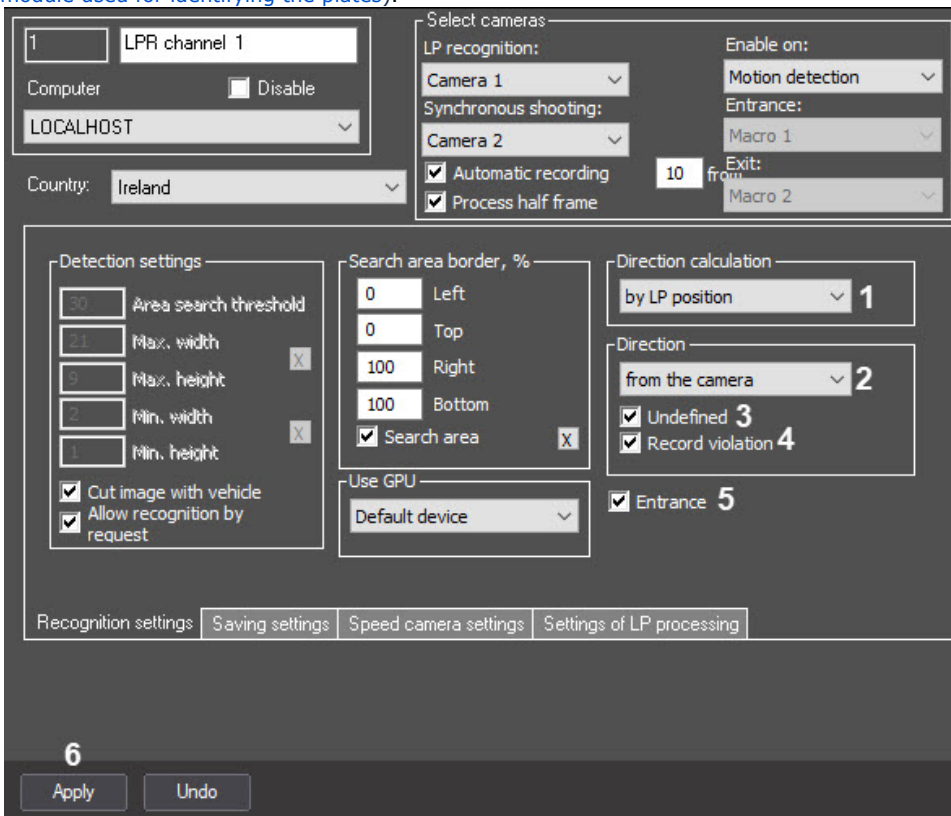 module used for identifying the plates).
1
LPR channel 1
Computer
Disable
LOCALHOST
Country:
Ireland
Select cameras
LP recognition:
Camera 1
Synchronous shooting:
Camera 2
Automatic recording
Process half frame
10
from
Enable on:
Motion detection
Entrance:
Macro 1
Exit:
Macro 2
Detection settings
30
Area search threshold
21
Max. width
X
9
Max. height
2
Min. width
X
1
Min. height
Cut image with vehicle
Allow recognition by
request
Search area border, %
0
Left
0
Top
100
Right
100
Bottom
Search area
X
Use GPU
Default device
Direction calculation
by LP position
1
Direction
from the camera
2
Undefined 3
Record violation 4
Entrance 5
Recognition settings
Saving settings
Speed camera settings
Settings of LP processing
6
Apply
Undo